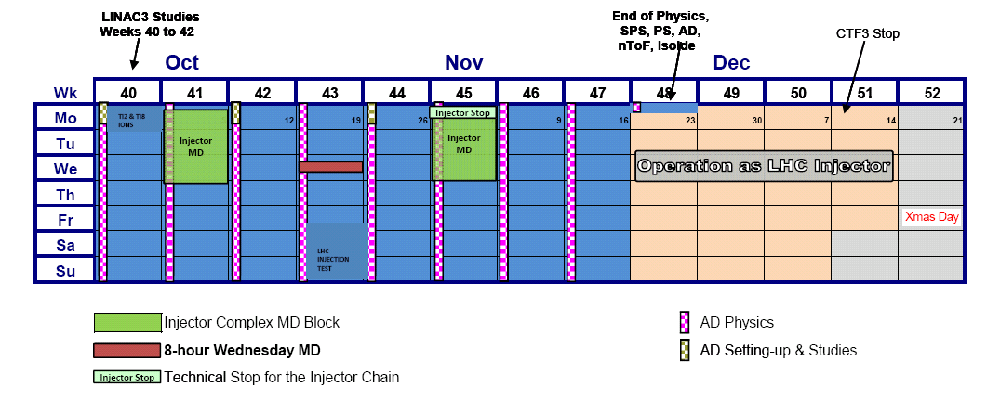 LINAC3 Studies
Weeks 40 to 42
End of Physics,
SPS, PS, AD,
nToF, Isolde
CTF3 Stop
Oct Nov Dec
Wk 40 41 42 43 44 45 46 47 48 49 50 51 52
Mo 12 19 26 9 16 23 30 7 14 21
TI2 & TI8
IONS
Injector Stop
Tu
We
Th
Fr
Sa
Su
Injector
MD
Injector
MD
Operation as LHC Injector
Xmas Day
LHC
INJECTION
TEST
Injector Complex MD Block
8-hour Wednesday MD
Injector Stop Technical Stop for the Injector Chain
AD Physics
AD Setting-up & Studies